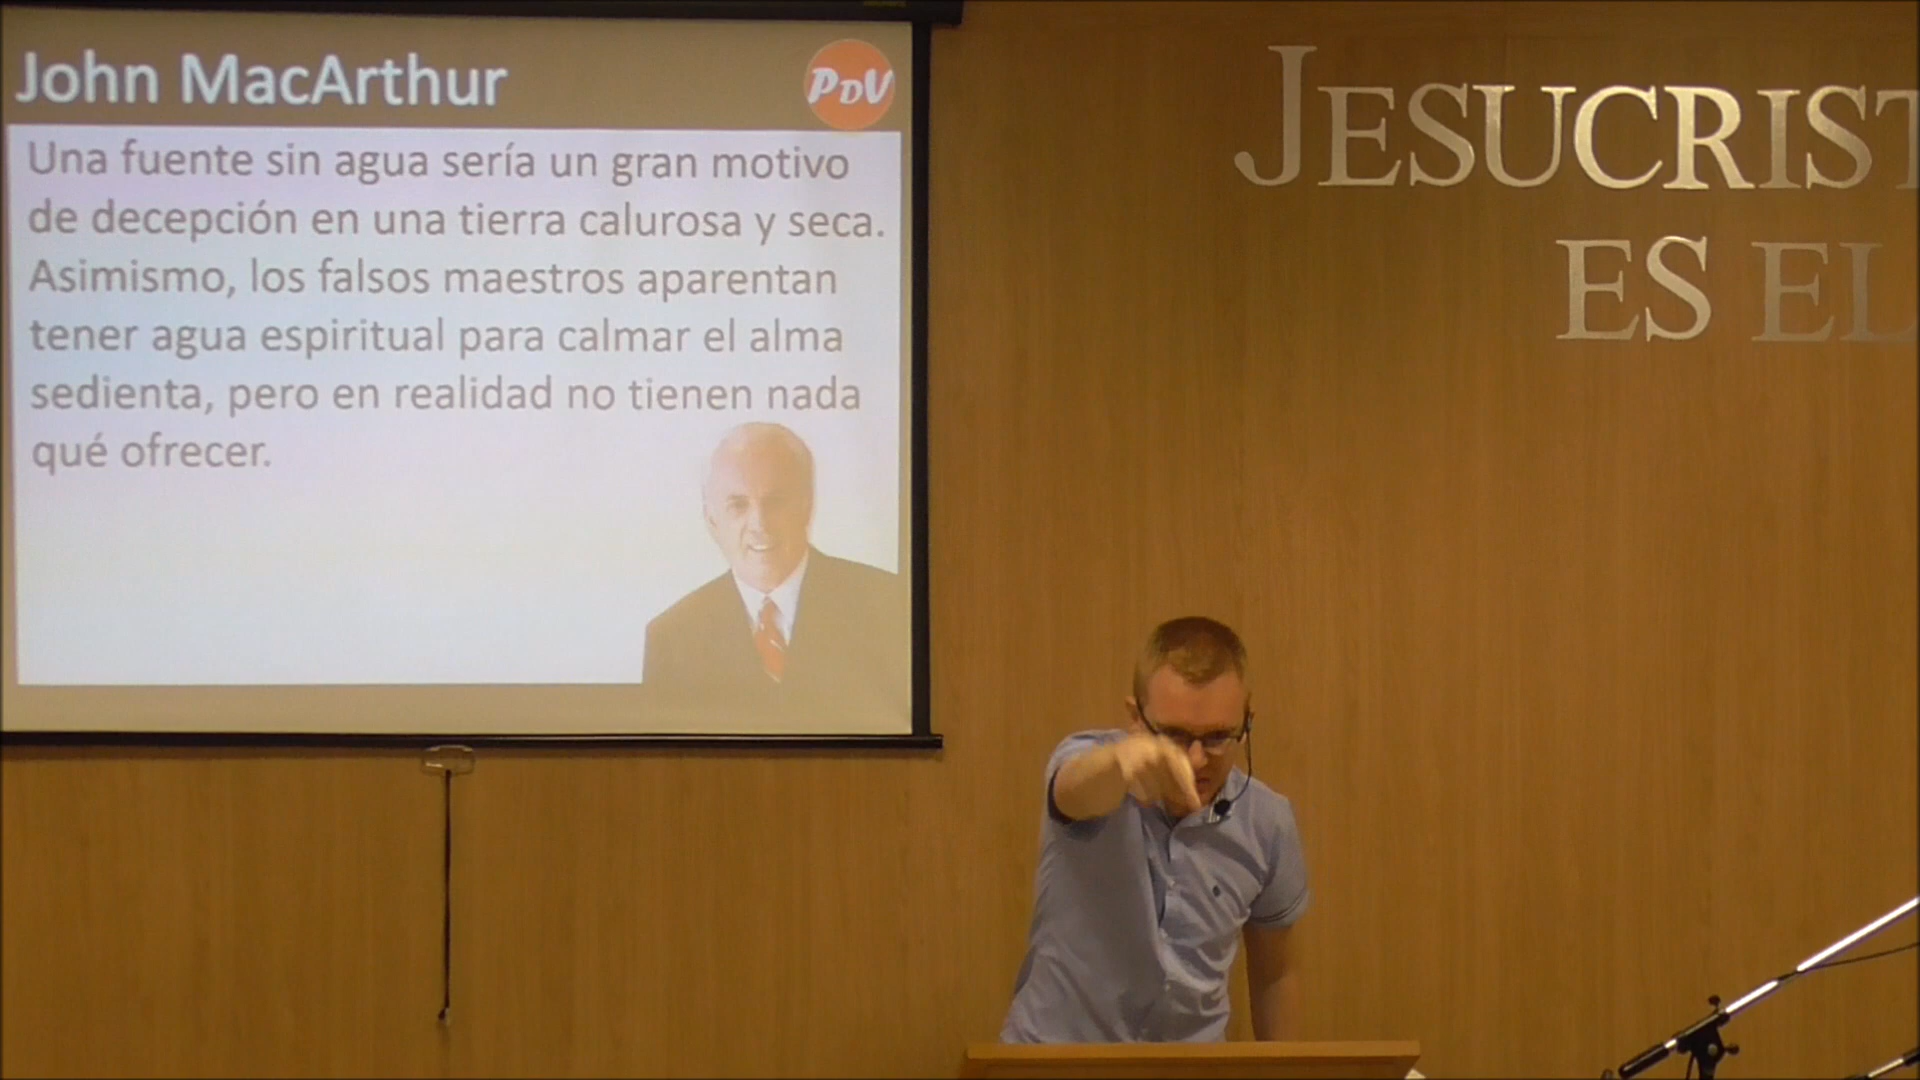 John MacArthur
PDV
Una fuente sin agua sería un gran motivo
de decepción en una tierra calurosa y seca.
Asimismo, los falsos maestros aparentan
tener agua espiritual para calmar el alma
sedienta, pero en realidad no tienen nada
qué ofrecer.
JESUCRIST
ES EL